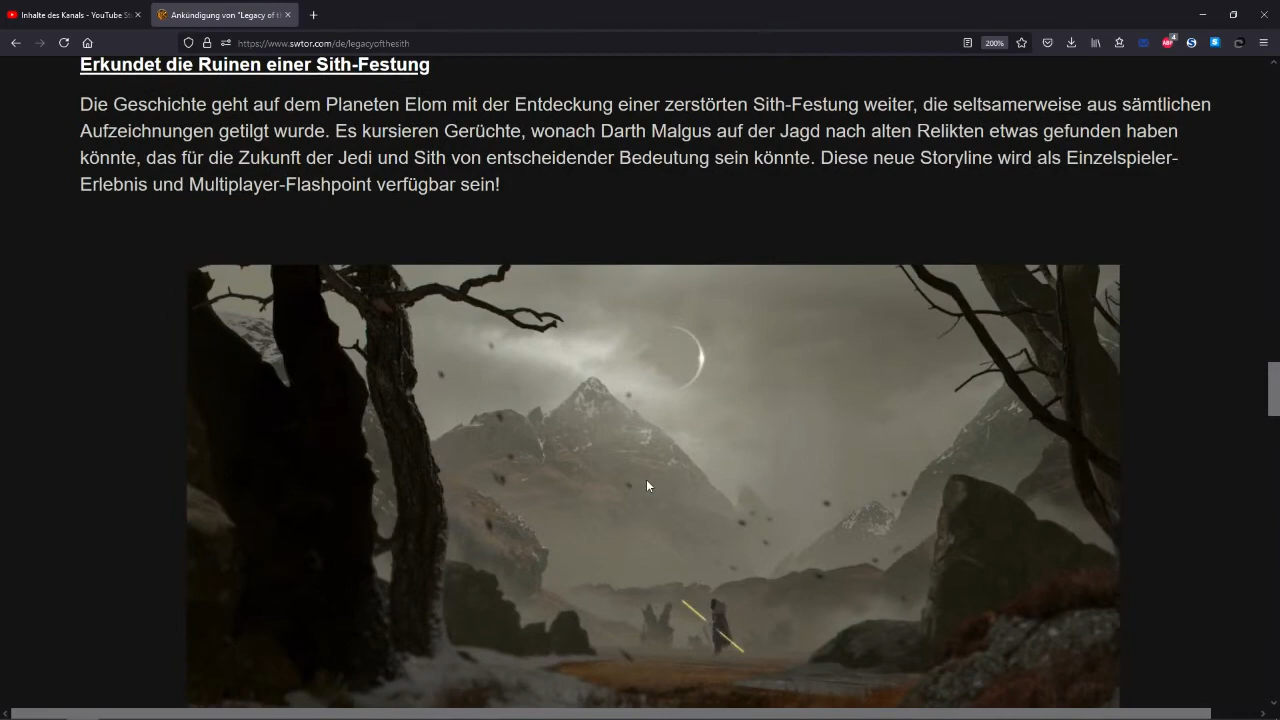 Inhalte des Kanals - YouTube St
Ankündigung von "Legacy of th
https://www.swtor.com/de/legacyofthesith
200%
ABP
4
S
S
Erkundet die Ruinen einer Sith-Festung
Die Geschichte geht auf dem Planeten Elom mit der Entdeckung einer zerstörten Sith-Festung weiter, die seltsamerweise aus sämtlichen
Aufzeichnungen getilgt wurde. Es kursieren Gerüchte, wonach Darth Malgus auf der Jagd nach alten Relikten etwas gefunden haben
könnte, das für die Zukunft der Jedi und Sith von entscheidender Bedeutung sein könnte. Diese neue Storyline wird als Einzelspieler-
Erlebnis und Multiplayer-Flashpoint verfügbar sein!